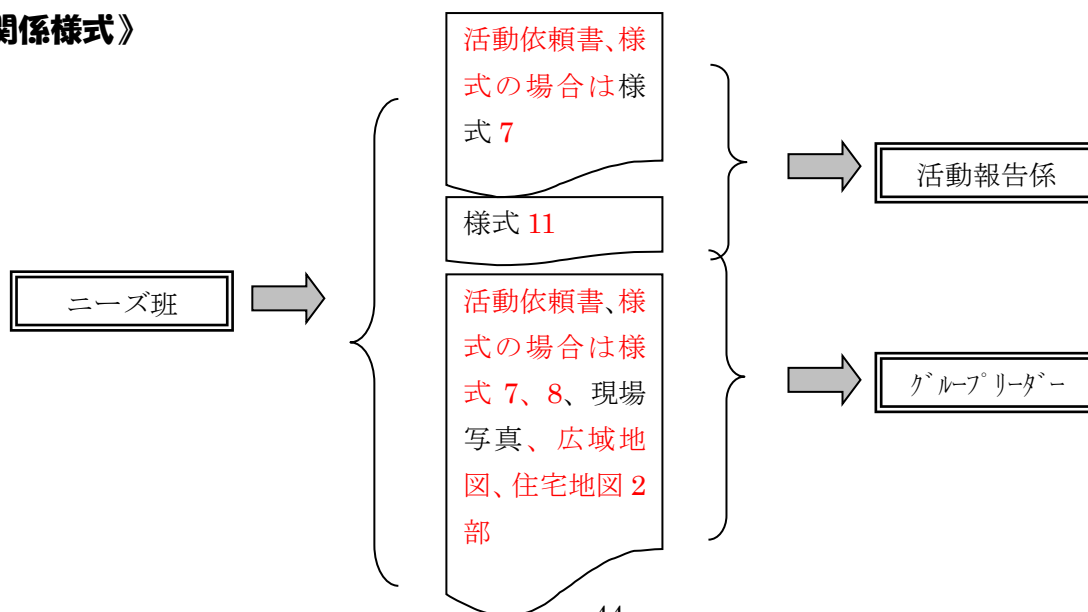 関係様式》
活動依頼書、様
式の場合は様
式 7
様式 11
活動依頼書、様
式の場合は様
式 7、8、現場
写真、広域地
図、住宅地図 2
部
ニーズ班
活動報告係
ｸﾞﾙｰﾌﾟﾘｰﾀﾞｰ